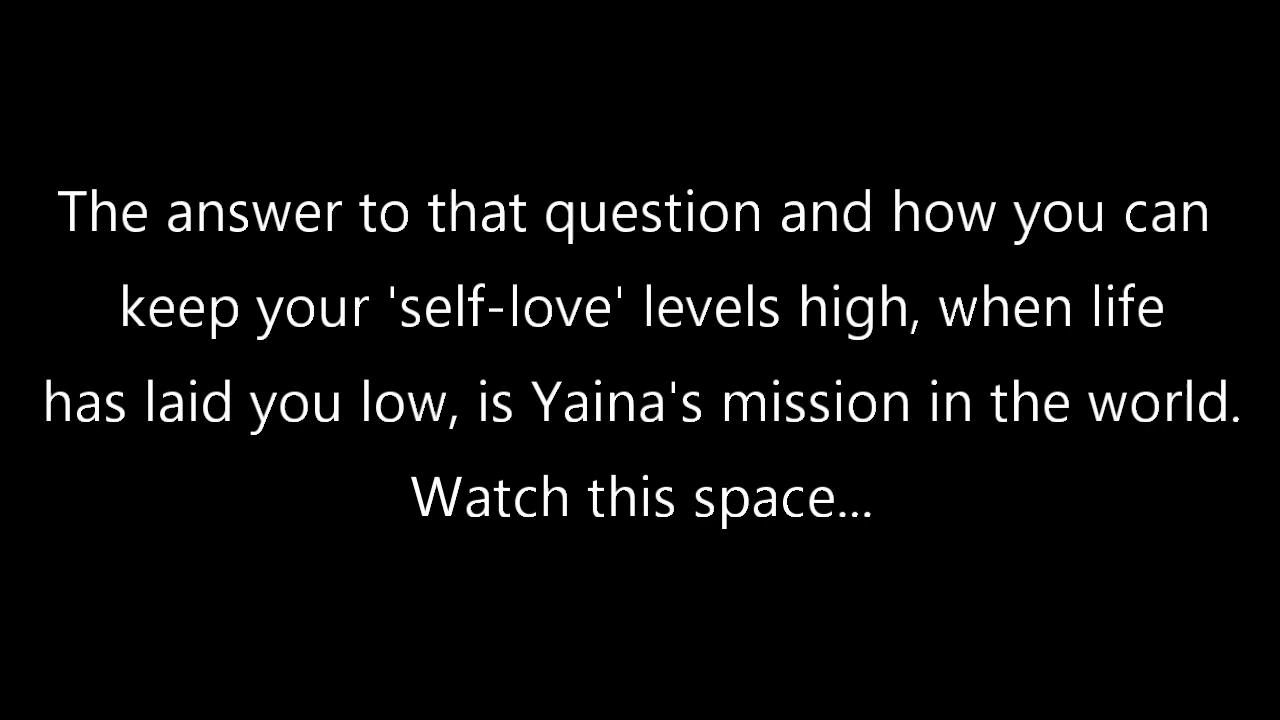 The answer to that question and how you can
keep your 'self-love' levels high, when life
has laid you low, is Yaina's mission in the world.
Watch this space...